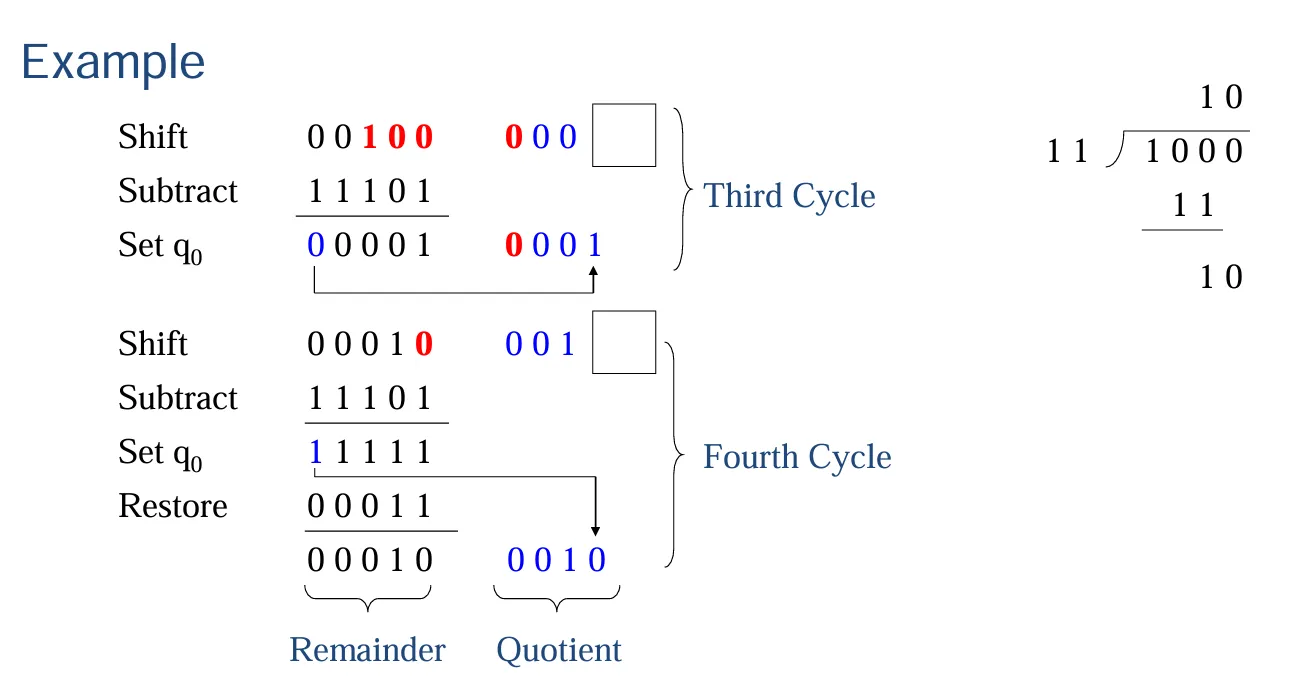 Example
Shift 0 0 1 0 0 0 0 0
Subtract 1 1 1 0 1
Set q0 0 0 0 0 1 0 0 0 1
Third Cycle
Shift 0 0 0 1 0 0 0 1
Subtract 1 1 1 0 1
Set q0 1 1 1 1 1
Restore 0 0 0 1 1
0 0 0 1 0 0 0 1 0
Fourth Cycle
Remainder Quotient
1 0
1 1 1 0 0 0
1 1
1 0